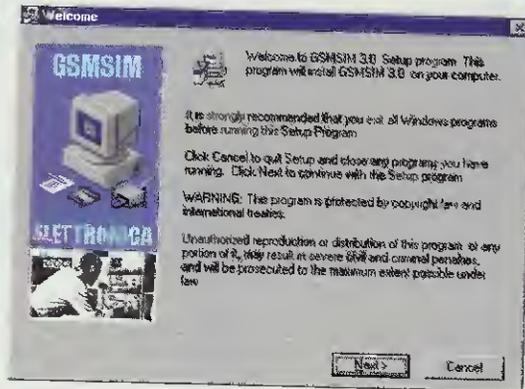 Welcome
GSMSIM
ELETTRONICA
Welcome to GSMSIM 3.0 Setup program. This
program will install GSMSIM 3.0 on your computer.
It is strongly recommended that you exit all Windows programs
before running this Setup Program
Click Cancel to quit Setup and close any programs you have
running. Click Next to continue with the Setup program
WARNING: This program is protected by copyright law and
international treaties.
Unauthorized reproduction or distribution of this program, or any
portion of it, may result in severe civil and criminal penalties,
and will be prosecuted to the maximum extent possible under
law
Next >
Cancel